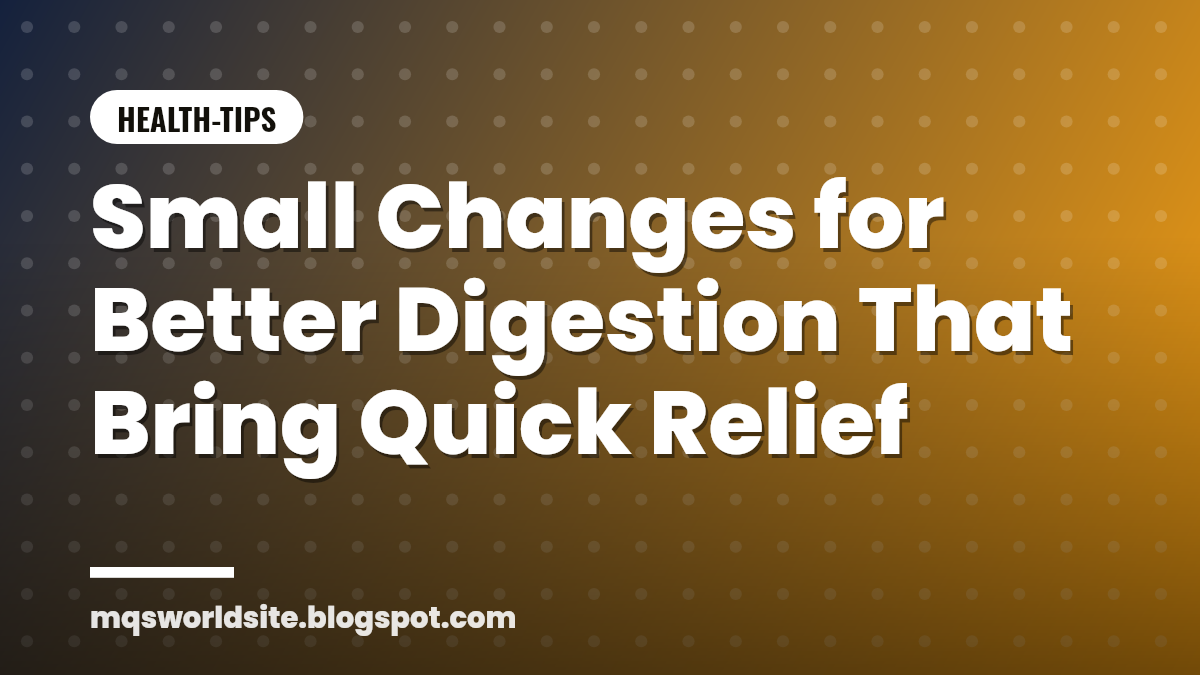 HEALTH-TIPS
Small Changes for
Better Digestion That
Bring Quick Relief
mqsworldsite.blogspot.com